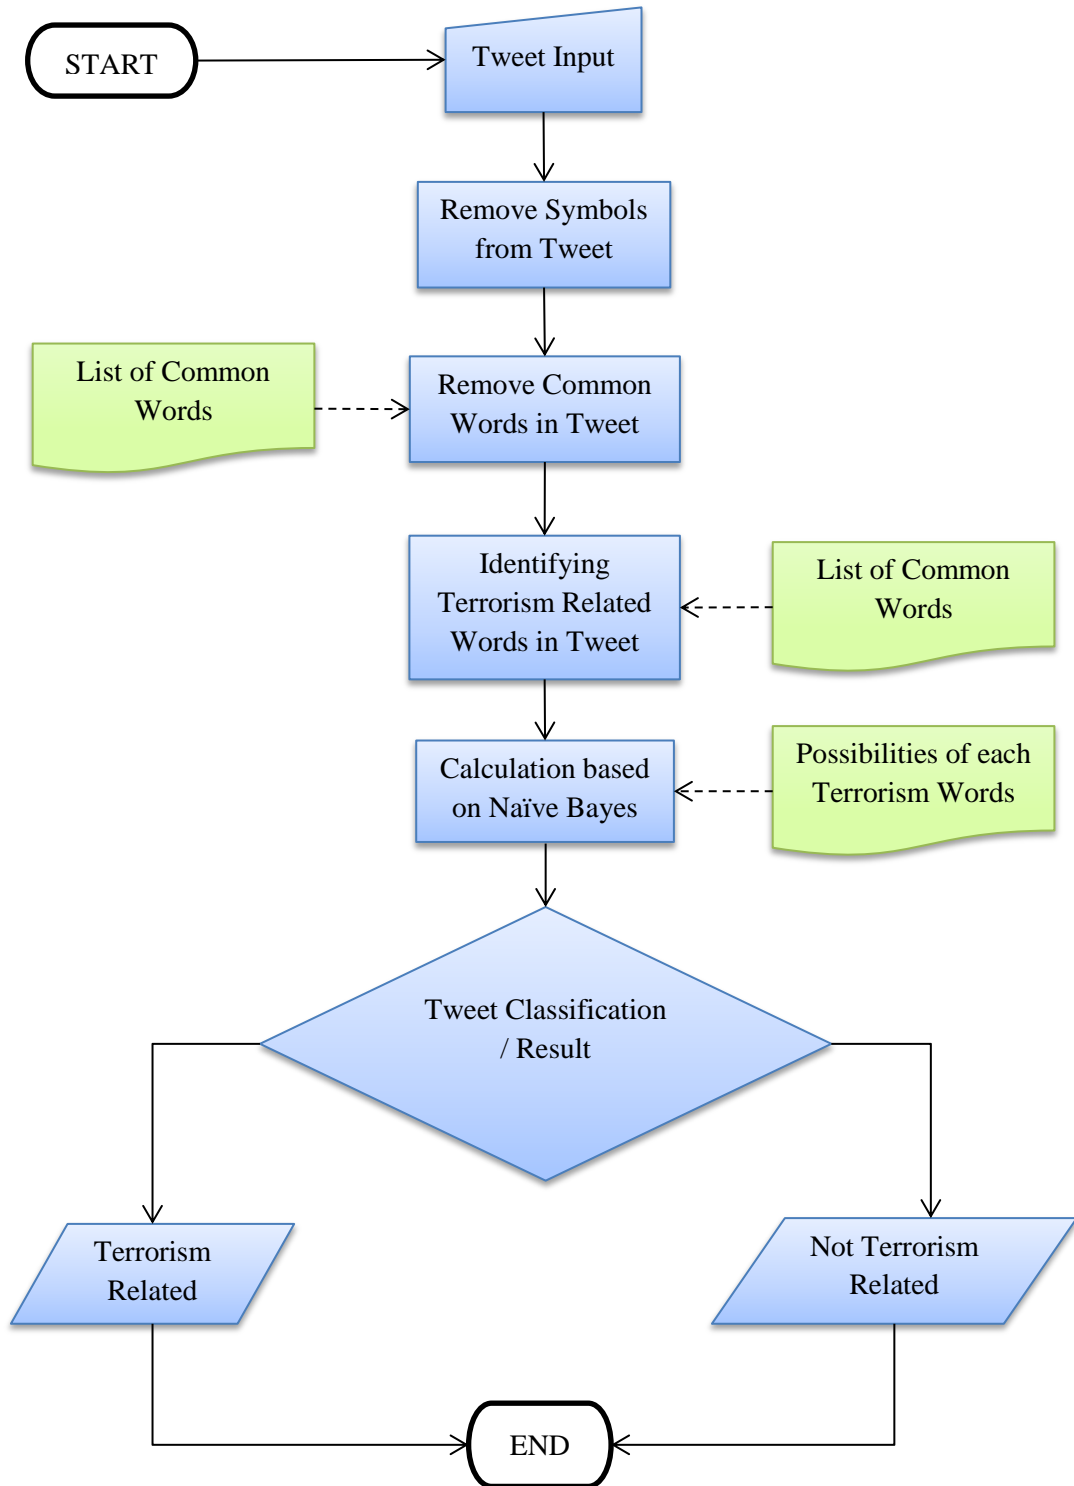 START
Tweet Input
Remove Symbols
from Tweet
List of Common
Words
Remove Common
Words in Tweet
Identifying
Terrorism Related
Words in Tweet
List of Common
Words
Calculation based
on Naïve Bayes
Possibilities of each
Terrorism Words
Tweet Classification
/ Result
Terrorism
Related
Not Terrorism
Related
END